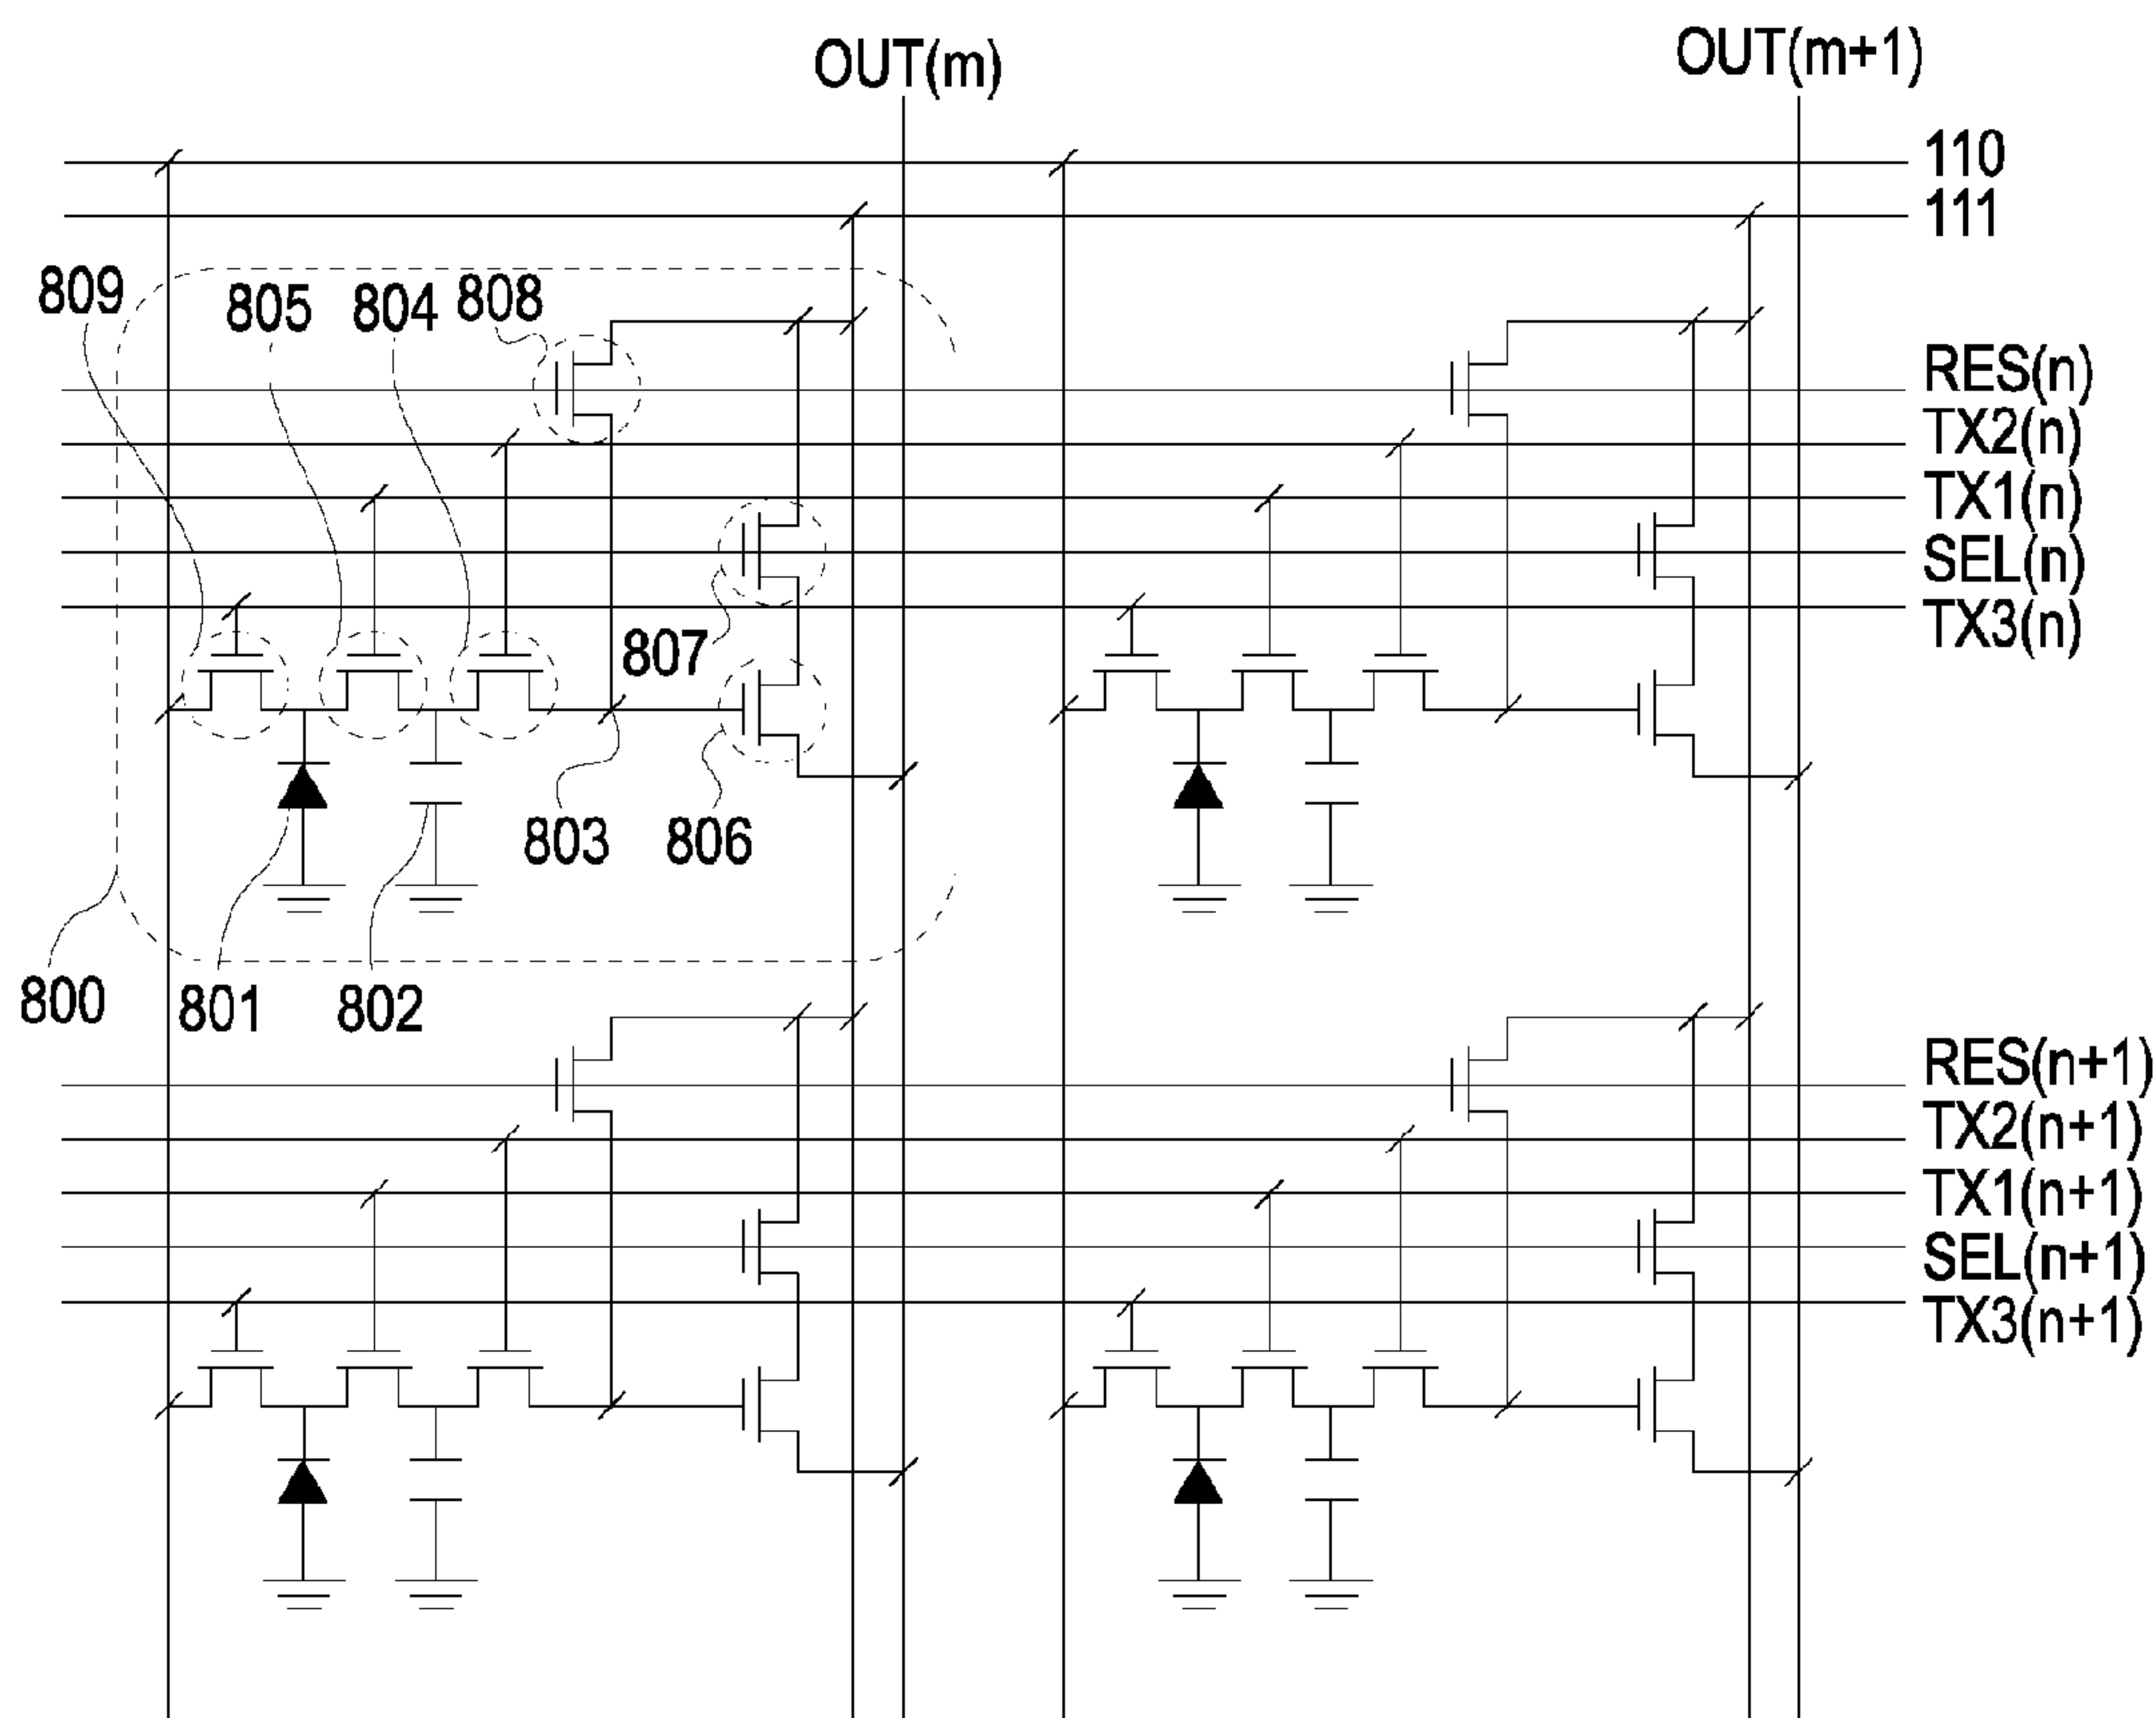 OUT(m)
OUT(m+1)
110
111
809
805
804
808
RES(n)
TX2(n)
TX1(n)
SEL(n)
TX3(n)
807
803
806
800
801
802
RES(n+1)
TX2(n+1)
TX1(n+1)
SEL(n+1)
TX3(n+1)